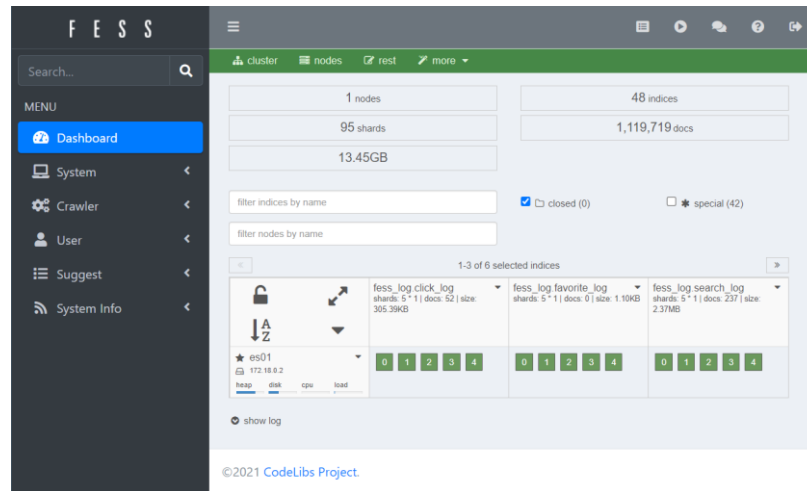 FESS
Search...
MENU
Dashboard
System
Crawler
User
Suggest
System Info
cluster nodes rest more
1 nodes 48 indices
95 shards 1,119,719 docs
13.45GB
filter indices by name
closed (0) special (42)
filter nodes by name
« 1-3 of 6 selected indices »
fess_log.click_log
shards: 5 * 1 | docs: 52 | size:
305.39KB
fess_log.favorite_log
shards: 5 * 1 | docs: 0 | size: 1.10KB
fess_log.search_log
shards: 5 * 1 | docs: 237 | size:
2.37MB
A
Z
es01
172.18.0.2
heap disk cpu load
0 1 2 3 4
0 1 2 3 4
0 1 2 3 4
show log
©2021 CodeLibs Project.